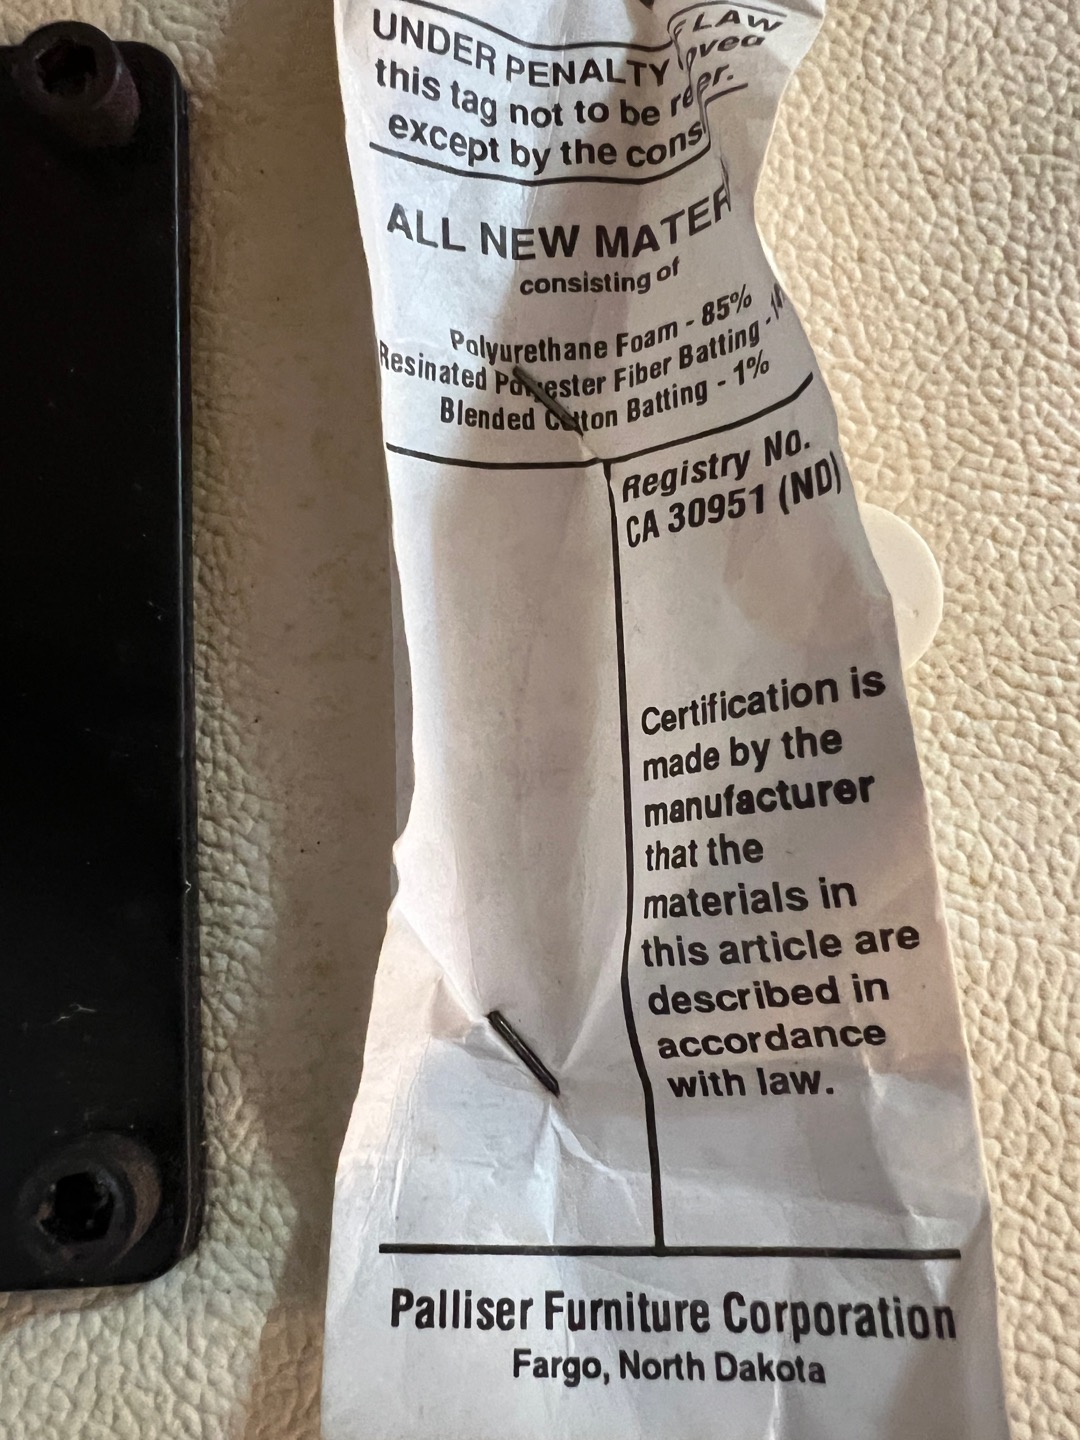 UNDER PENALTY LAW
this tag not to be
except by the cons er.
ALL NEW MATER
consisting of
Polyurethane Foam - 85%
Resinated Polyester Fiber Batting -
Blended Cotton Batting - 1%
Registry No.
CA 30951 (ND)
Certification is
made by the
manufacturer
that the
materials in
this article are
described in
accordance
with law.
Palliser Furniture Corporation
Fargo, North Dakota